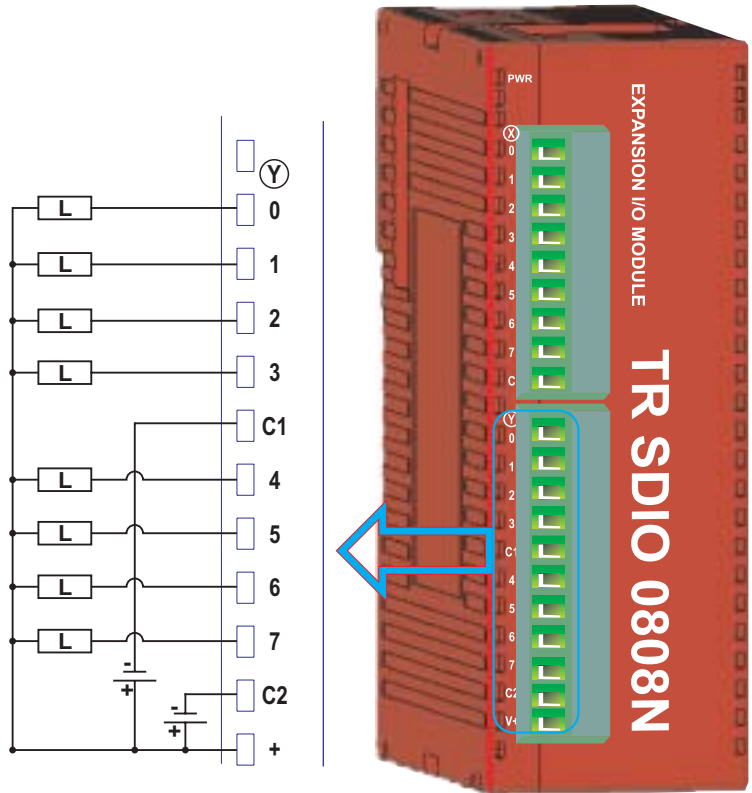 Y
L 0
L 1
L 2
L 3
C1
L 4
L 5
L 6
L 7
-
+
C2
-
+
+
PWR
X
0
1
2
3
4
5
6
7
C
Y
0
1
2
3
C1
4
5
6
7
C2
V+
EXPANSION I/O MODULE
TR SDIO 0808N